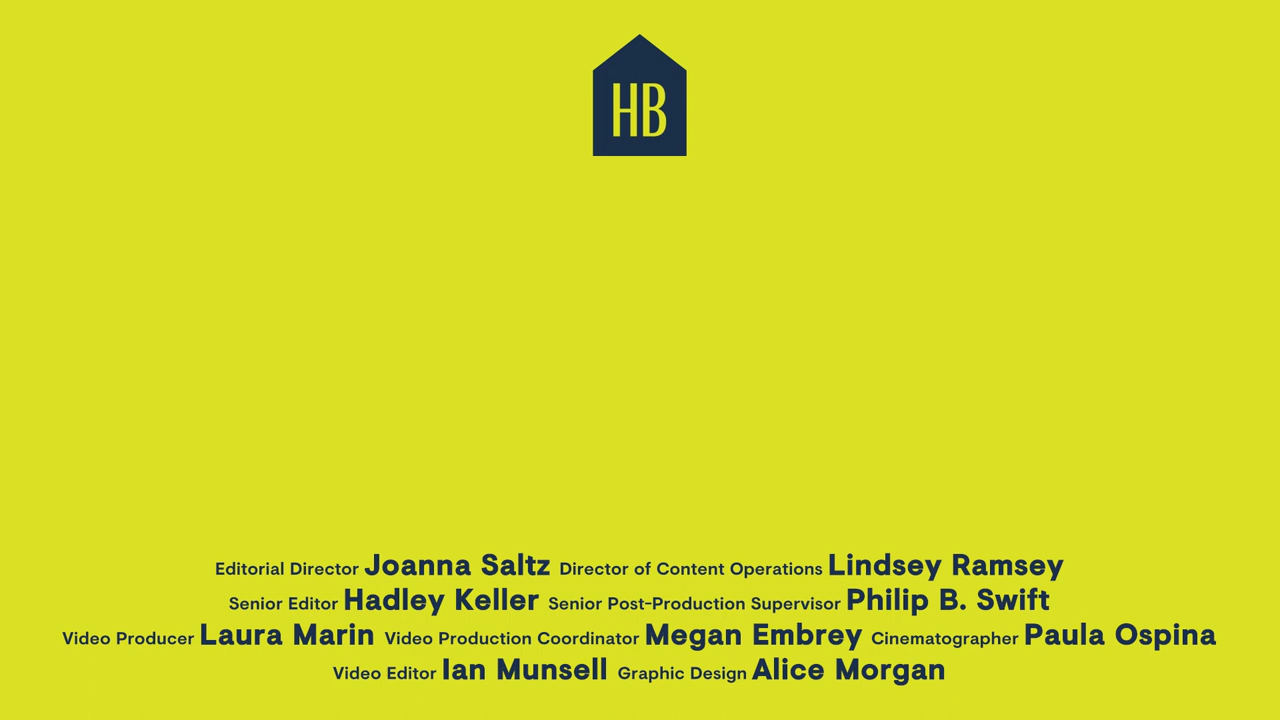 HB
Editorial Director Joanna Saltz Director of Content Operations Lindsey Ramsey
Senior Editor Hadley Keller Senior Post-Production Supervisor Philip B. Swift
Video Producer Laura Marin Video Production Coordinator Megan Embrey Cinematographer Paula Ospina
Video Editor Ian Munsell Graphic Design Alice Morgan